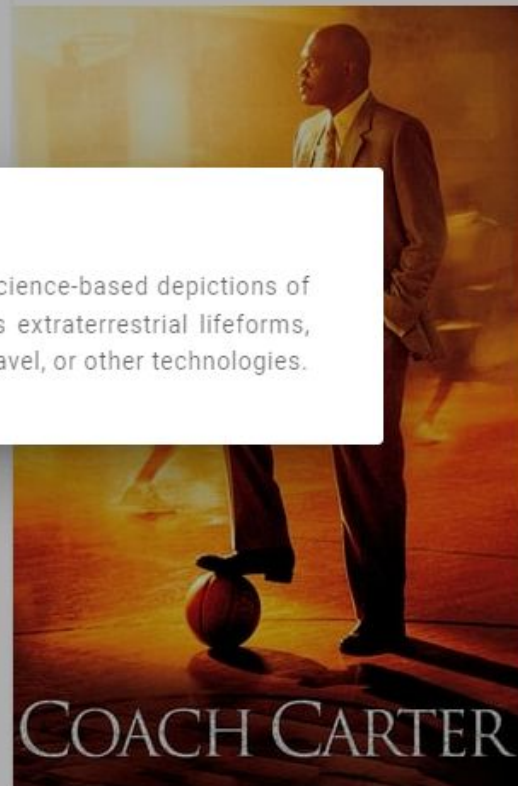 cience-based depictions of
s extraterrestrial lifeforms,
avel, or other technologies.
COACH CARTER